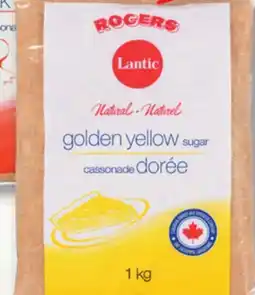 ROGERS
Lantic
Natural · Naturel
golden yellow sugar
cassonade dorée
1 kg